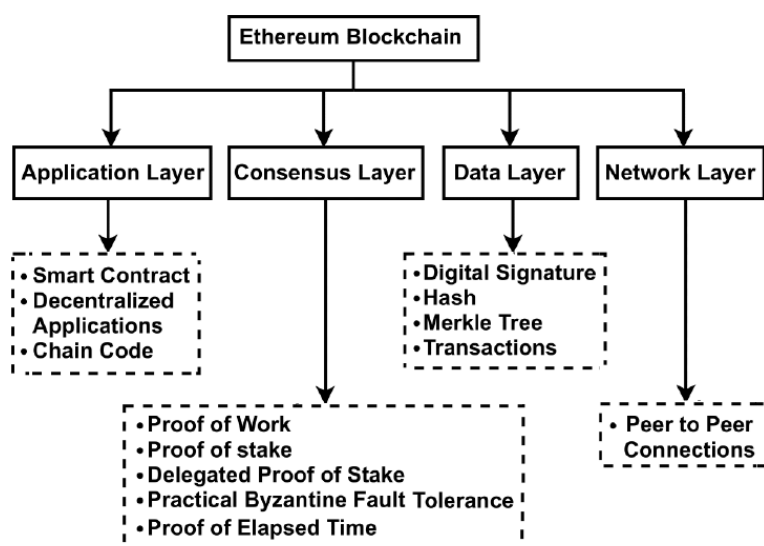 Ethereum Blockchain
Application Layer
Consensus Layer
Data Layer
Network Layer
• Smart Contract
• Decentralized
Applications
• Chain Code
• Digital Signature
• Hash
• Merkle Tree
• Transactions
• Proof of Work
• Proof of stake
• Delegated Proof of Stake
• Practical Byzantine Fault Tolerance
• Proof of Elapsed Time
• Peer to Peer
Connections